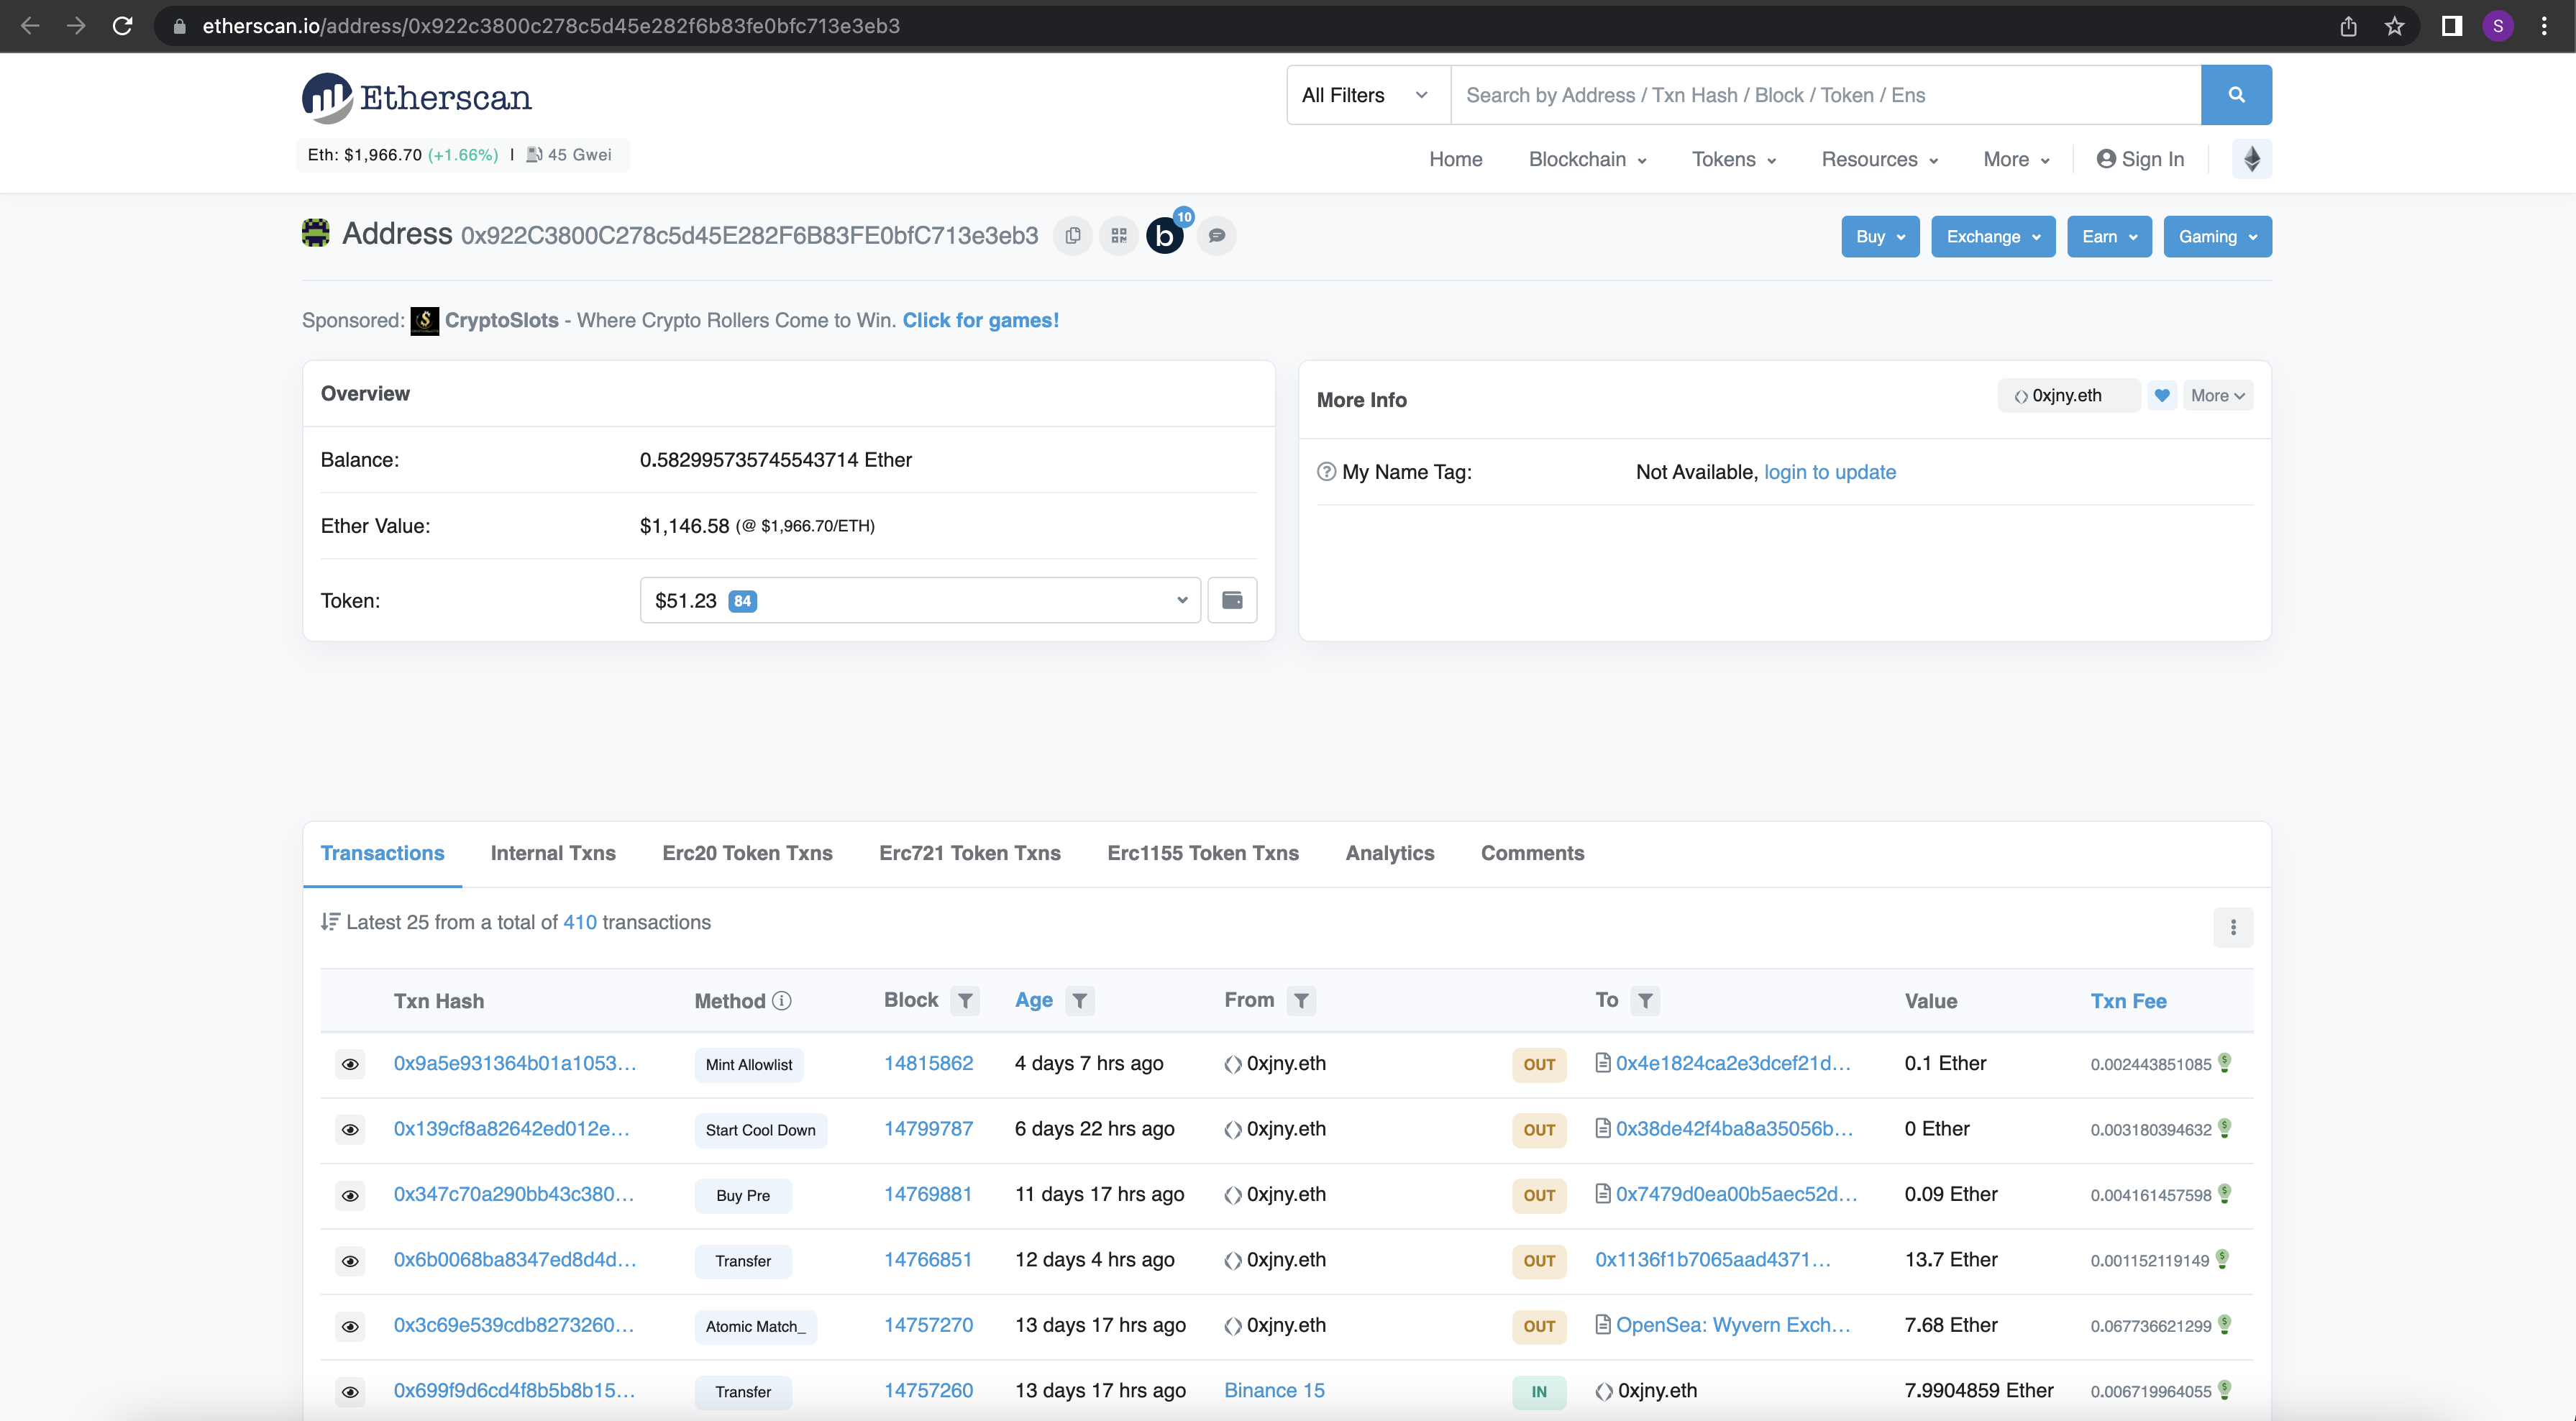 etherscan.io/address/0x922c3800c278c5d45e282f6b83fe0bfc713e3eb3
S
Etherscan
All Filters
Search by Address / Txn Hash / Block / Token / Ens
Eth: $1,966.70 (+1.66%) | 45 Gwei
Home Blockchain Tokens Resources More Sign In
Address 0x922C3800C278c5d45E282F6B83FE0bfC713e3eb3 b 10
Buy Exchange Earn Gaming
Sponsored: $ CryptoSlots - Where Crypto Rollers Come to Win. Click for games!
Overview
Balance: 0.582995735745543714 Ether
Ether Value: $1,146.58 (@ $1,966.70/ETH)
Token: $51.23 84
More Info 0xjny.eth More
My Name Tag: Not Available, login to update
Transactions Internal Txns Erc20 Token Txns Erc721 Token Txns Erc1155 Token Txns Analytics Comments
Latest 25 from a total of 410 transactions
Txn Hash Method Block Age From To Value Txn Fee
0x9a5e931364b01a1053... Mint Allowlist 14815862 4 days 7 hrs ago 0xjny.eth OUT 0x4e1824ca2e3dcef21d... 0.1 Ether 0.002443851085
0x139cf8a82642ed012e... Start Cool Down 14799787 6 days 22 hrs ago 0xjny.eth OUT 0x38de42f4ba8a35056b... 0 Ether 0.003180394632
0x347c70a290bb43c380... Buy Pre 14769881 11 days 17 hrs ago 0xjny.eth OUT 0x7479d0ea00b5aec52d... 0.09 Ether 0.004161457598
0x6b0068ba8347ed8d4d... Transfer 14766851 12 days 4 hrs ago 0xjny.eth OUT 0x1136f1b7065aad4371... 13.7 Ether 0.001152119149
0x3c69e539cdb8273260... Atomic Match_ 14757270 13 days 17 hrs ago 0xjny.eth OUT OpenSea: Wyvern Exch... 7.68 Ether 0.067736621299
0x699f9d6cd4f8b5b8b15... Transfer 14757260 13 days 17 hrs ago Binance 15 IN 0xjny.eth 7.9904859 Ether 0.006719964055